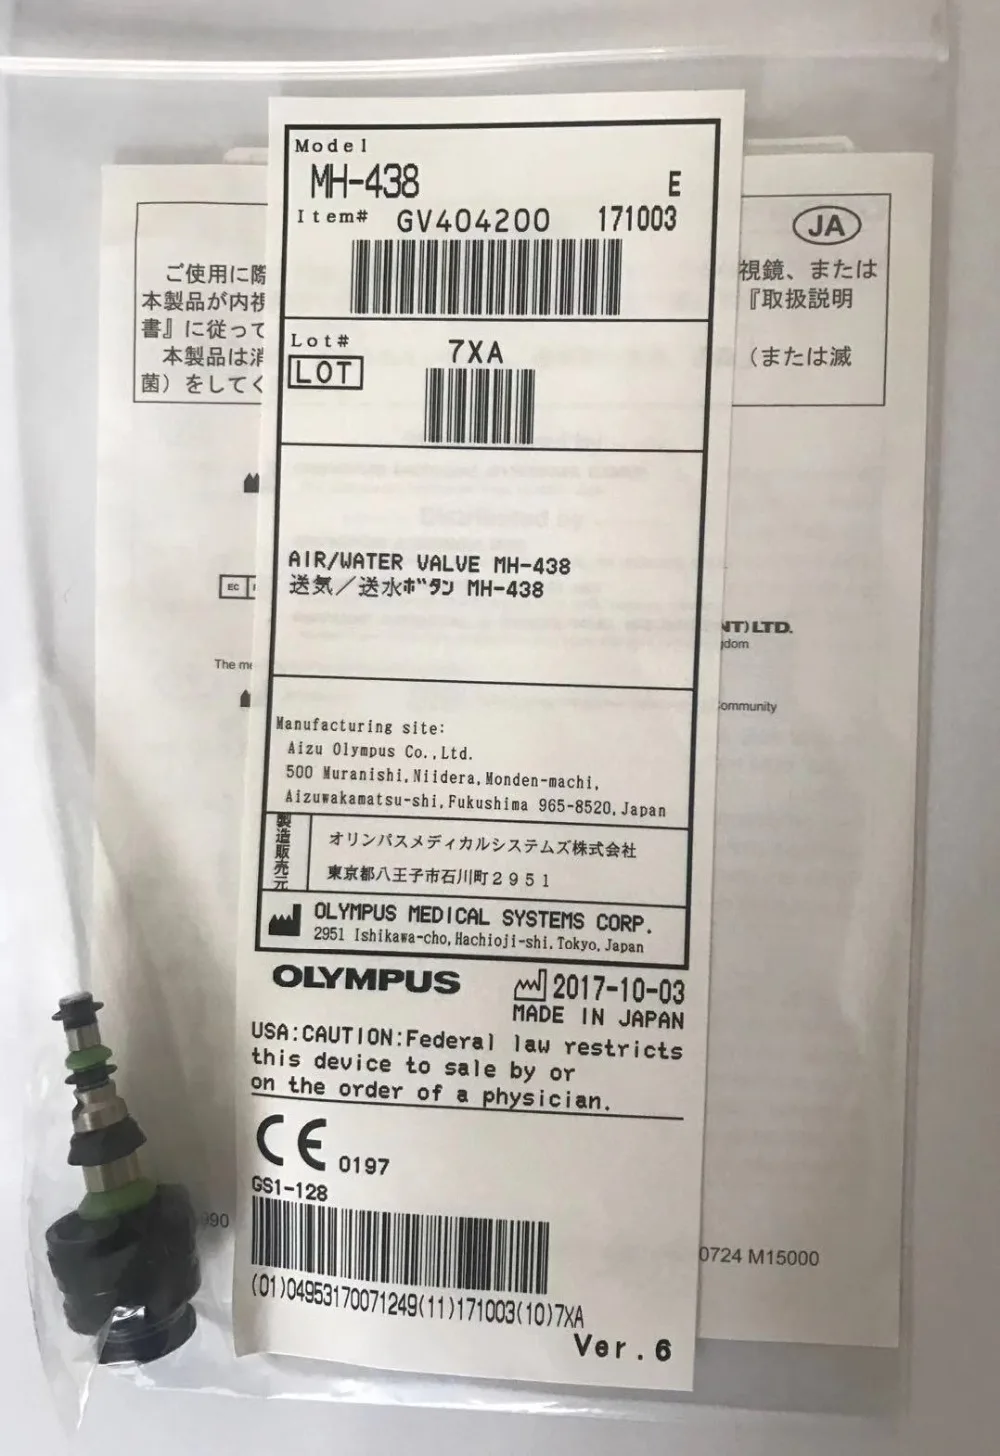 Model
MH-438 E
Item# GV404200 171003
Lot# 7XA
LOT
AIR/WATER VALVE MH-438
送気／送水ﾎﾞﾀﾝ MH-438
Manufacturing site:
Aizu Olympus Co.,Ltd.
500 Muranishi,Niidera,Monden-machi,
Aizuwakamatsu-shi,Fukushima 965-8520,Japan
製造販売元
オリンパスメディカルシステムズ株式会社
東京都八王子市石川町２９５１
OLYMPUS MEDICAL SYSTEMS CORP.
2951 Ishikawa-cho,Hachioji-shi,Tokyo,Japan
OLYMPUS 2017-10-03
MADE IN JAPAN
USA:CAUTION:Federal law restricts
this device to sale by or
on the order of a physician.
CE 0197
GS1-128
(01)04953170071249(11)171003(10)7XA
Ver.6
JA
ご使用に際
視鏡、または
本製品が内視
『取扱説明
書』に従って
本製品は消
（または滅
菌）をしてく
EC
NT) LTD.
The
ommunity
990
0724 M15000